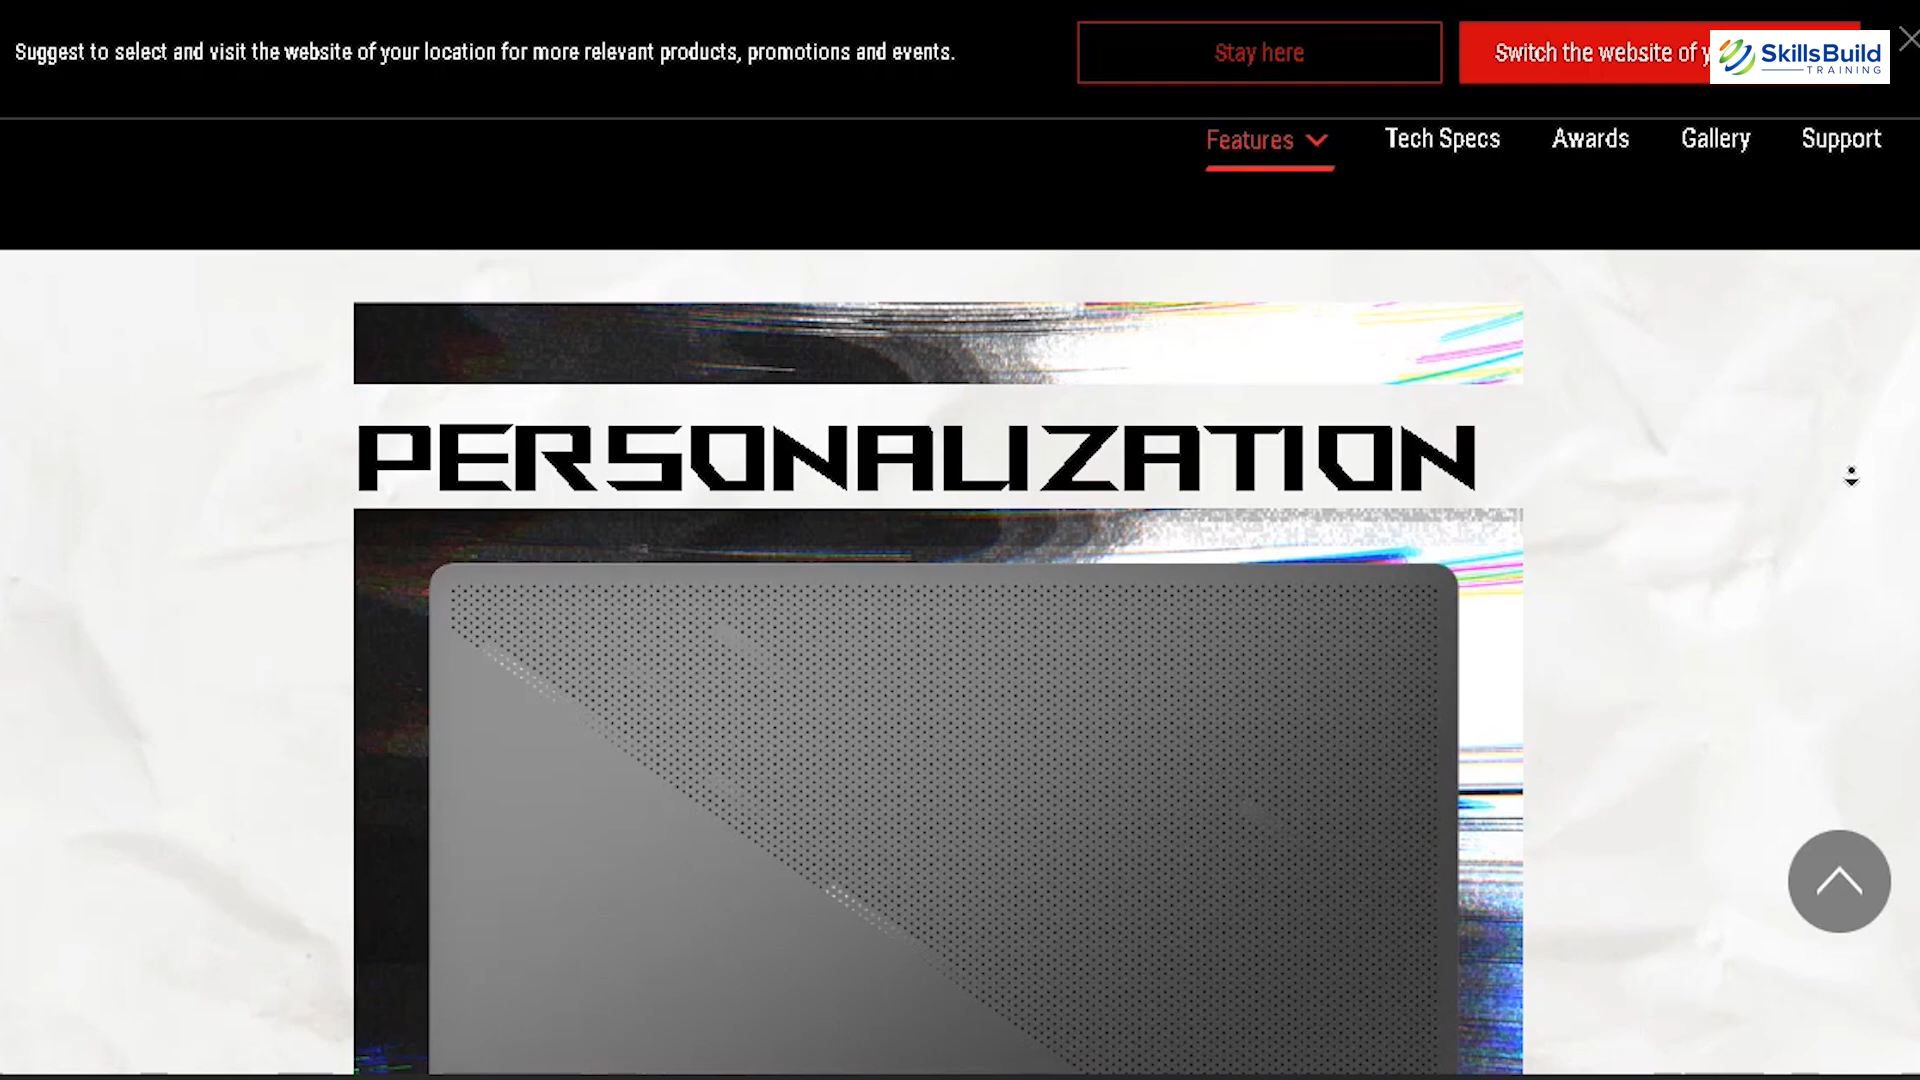 Suggest to select and visit the website of your location for more relevant products, promotions and events.
Stay here
Switch the website of
SkillsBuild
TRAINING
Features
Tech Specs
Awards
Gallery
Support
PERSONALIZATION